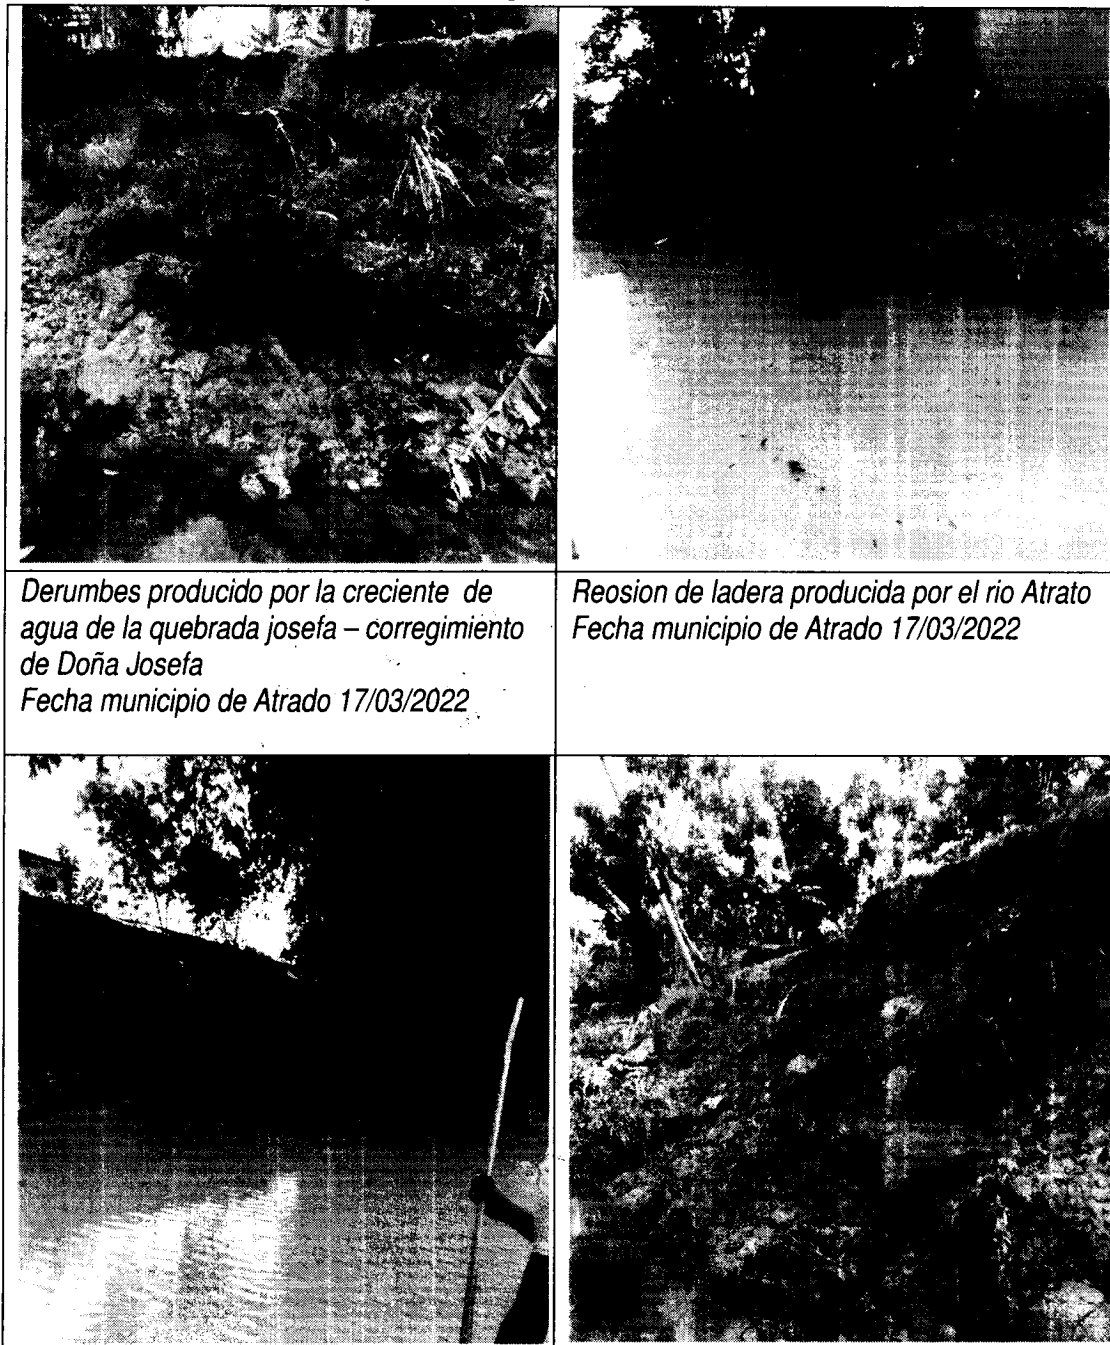 Derumbes producido por la creciente de
agua de la quebrada josefa – corregimiento
de Doña Josefa
Fecha municipio de Atrado 17/03/2022
Reosion de ladera producida por el rio Atrato
Fecha municipio de Atrado 17/03/2022